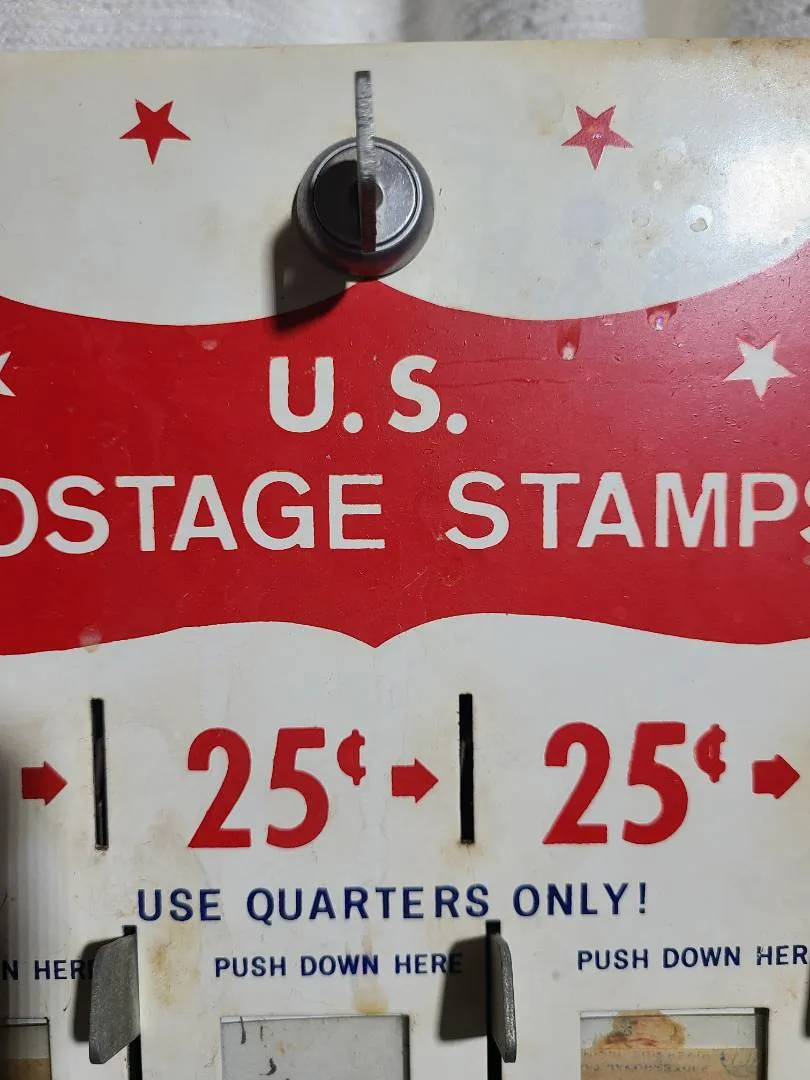 U.S.
OSTAGE STAMPS
25¢ 25¢
USE QUARTERS ONLY!
N HERE PUSH DOWN HERE PUSH DOWN HER